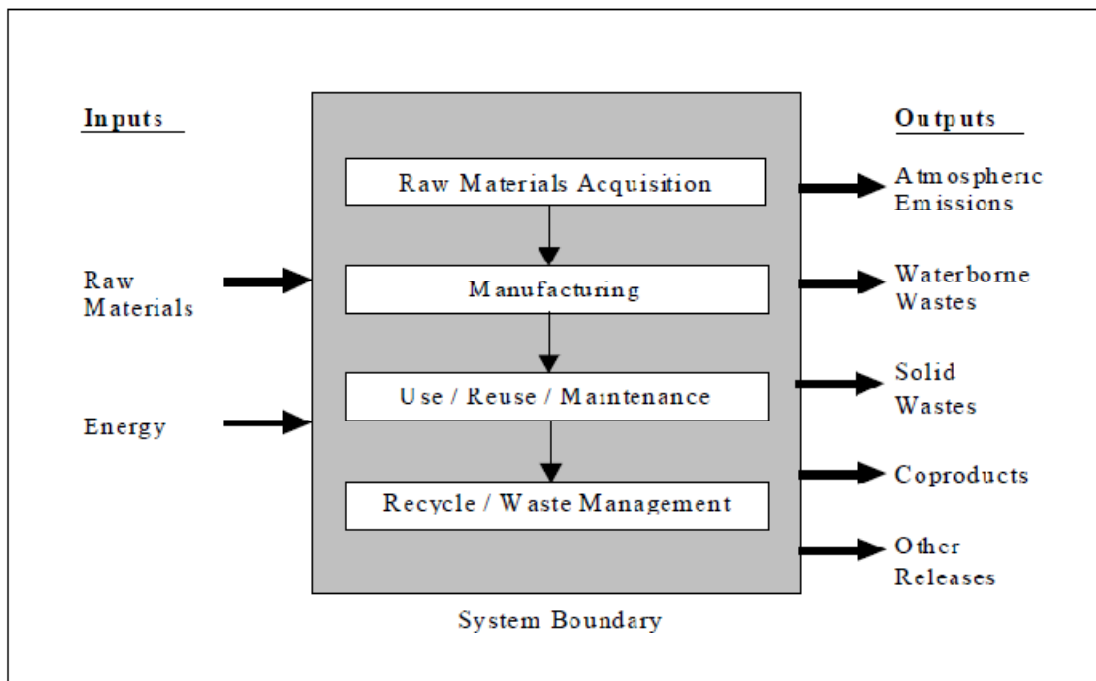 Inputs
Raw
Materials
Energy
Raw Materials Acquisition
Manufacturing
Use / Reuse / Maintenance
Recycle / Waste Management
System Boundary
Outputs
Atmospheric
Emissions
Waterborne
Wastes
Solid
Wastes
Coproducts
Other
Releases